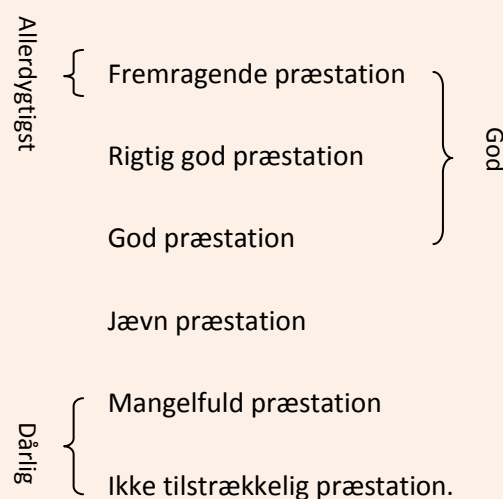 Allerdygtigst
Fremragende præstation
Rigtig god præstation
God præstation
God
Jævn præstation
Mangelfuld præstation
Ikke tilstrækkelig præstation.
Dårlig